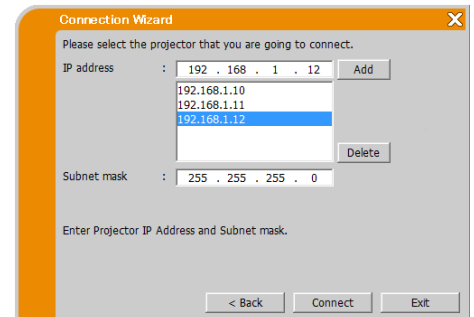 Connection Wizard
Please select the projector that you are going to connect.
IP address : 192 . 168 . 1 . 12 Add
192.168.1.10
192.168.1.11
192.168.1.12
Delete
Subnet mask : 255 . 255 . 255 . 0
Enter Projector IP Address and Subnet mask.
< Back Connect Exit